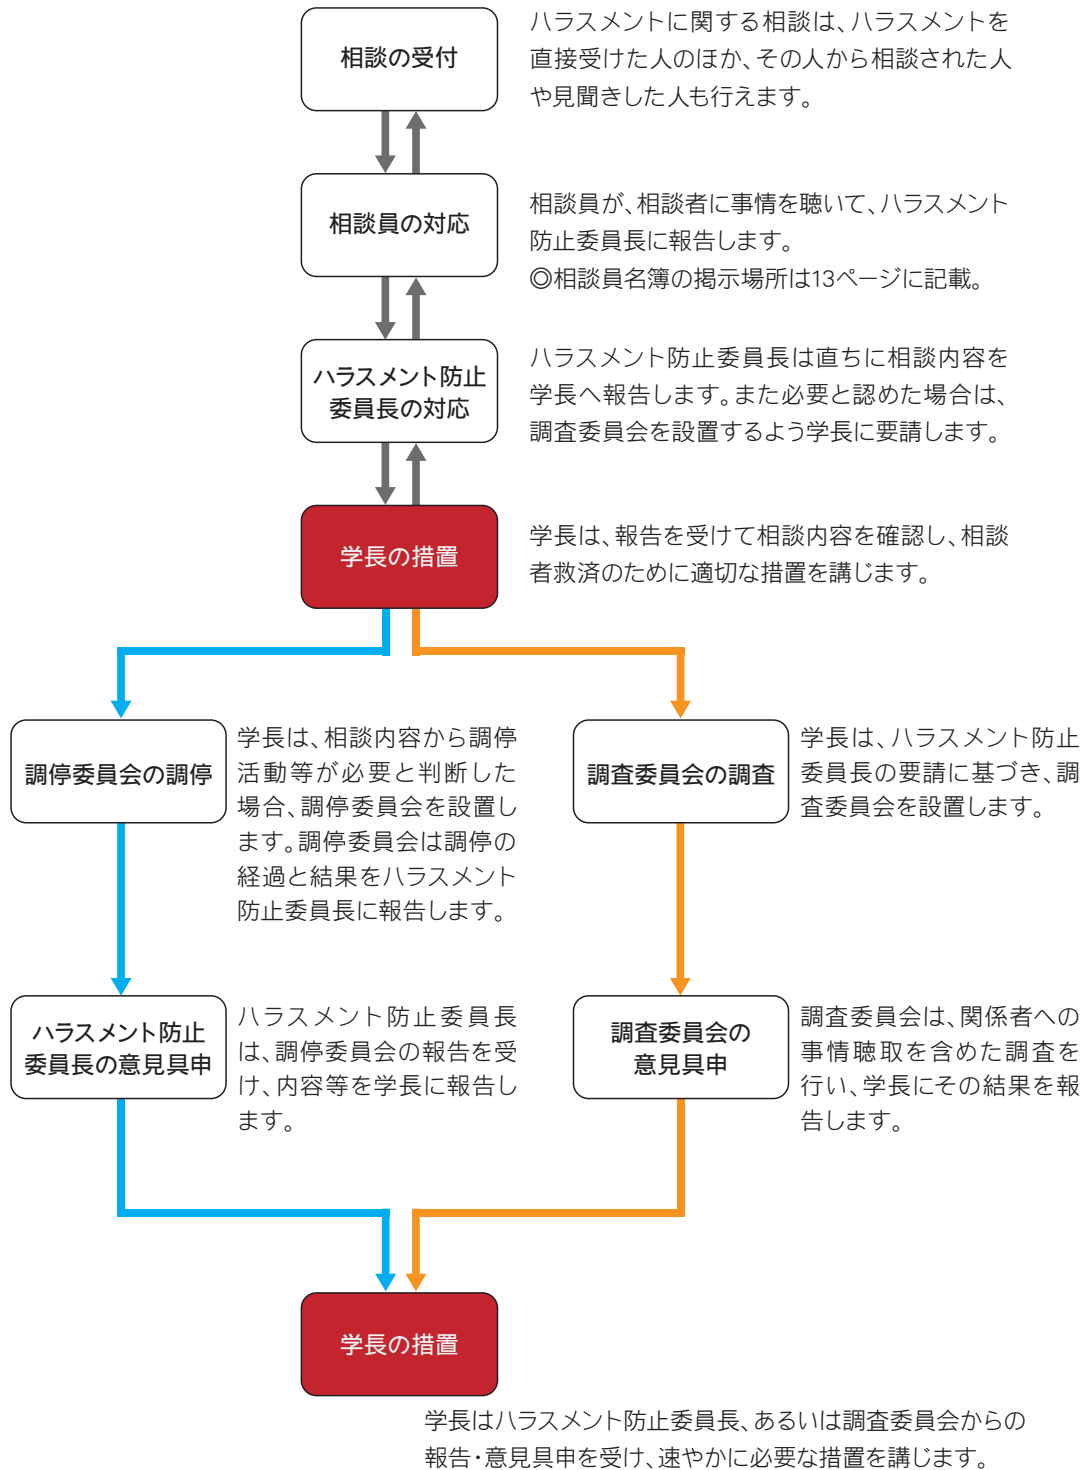 相談の受付
ハラスメントに関する相談は、ハラスメントを
直接受けた人のほか、その人から相談された人
や見聞きした人も行えます。
相談員の対応
相談員が、相談者に事情を聴いて、ハラスメント
防止委員長に報告します。
◎相談員名簿の掲示場所は13ページに記載。
ハラスメント防止
委員長の対応
ハラスメント防止委員長は直ちに相談内容を
学長へ報告します。また必要と認めた場合は、
調査委員会を設置するよう学長に要請します。
学長の措置
学長は、報告を受けて相談内容を確認し、相談
者救済のために適切な措置を講じます。
調停委員会の調停
学長は、相談内容から調停
活動等が必要と判断した
場合、調停委員会を設置し
ます。調停委員会は調停の
経過と結果をハラスメント
防止委員長に報告します。
調査委員会の調査
学長は、ハラスメント防止
委員長の要請に基づき、調
査委員会を設置します。
ハラスメント防止
委員長の意見具申
ハラスメント防止委員長
は、調停委員会の報告を受
け、内容等を学長に報告し
ます。
調査委員会の
意見具申
調査委員会は、関係者への
事情聴取を含めた調査を
行い、学長にその結果を報
告します。
学長の措置
学長はハラスメント防止委員長、あるいは調査委員会からの
報告・意見具申を受け、速やかに必要な措置を講じます。